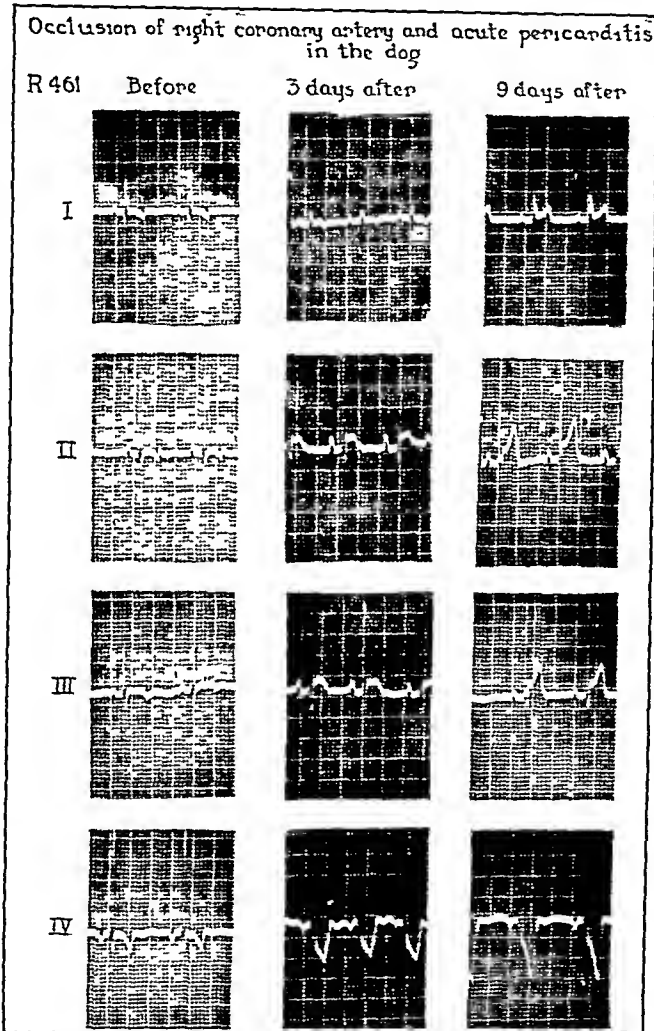 Occlusion of right coronary artery and acute pericarditis
in the dog
R 461 Before 3 days after 9 days after
I
II
III
IV